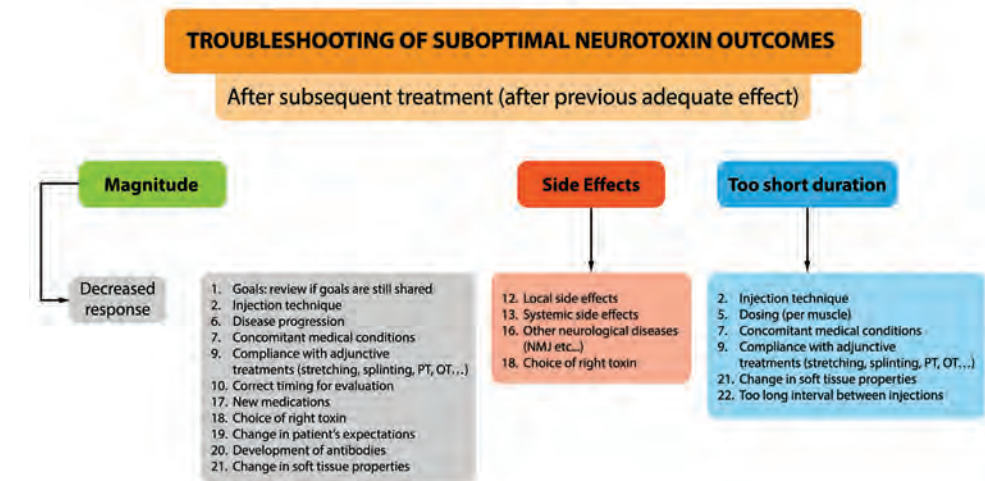 TROUBLESHOOTING OF SUBOPTIMAL NEUROTOXIN OUTCOMES
After subsequent treatment (after previous adequate effect)
Magnitude
Decreased
response
1. Goals: review if goals are still shared
2. Injection technique
6. Disease progression
7. Concomitant medical conditions
9. Compliance with adjunctive
treatments (stretching, splinting, PT, OT…)
10. Correct timing for evaluation
17. New medications
18. Choice of right toxin
19. Change in patient's expectations
20. Development of antibodies
21. Change in soft tissue properties
Side Effects
12. Local side effects
13. Systemic side effects
16. Other neurological diseases
(NMJ etc...)
18. Choice of right toxin
Too short duration
2. Injection technique
5. Dosing (per muscle)
7. Concomitant medical conditions
9. Compliance with adjunctive
treatments (stretching, splinting, PT, OT…)
21. Change in soft tissue properties
22. Too long interval between injections